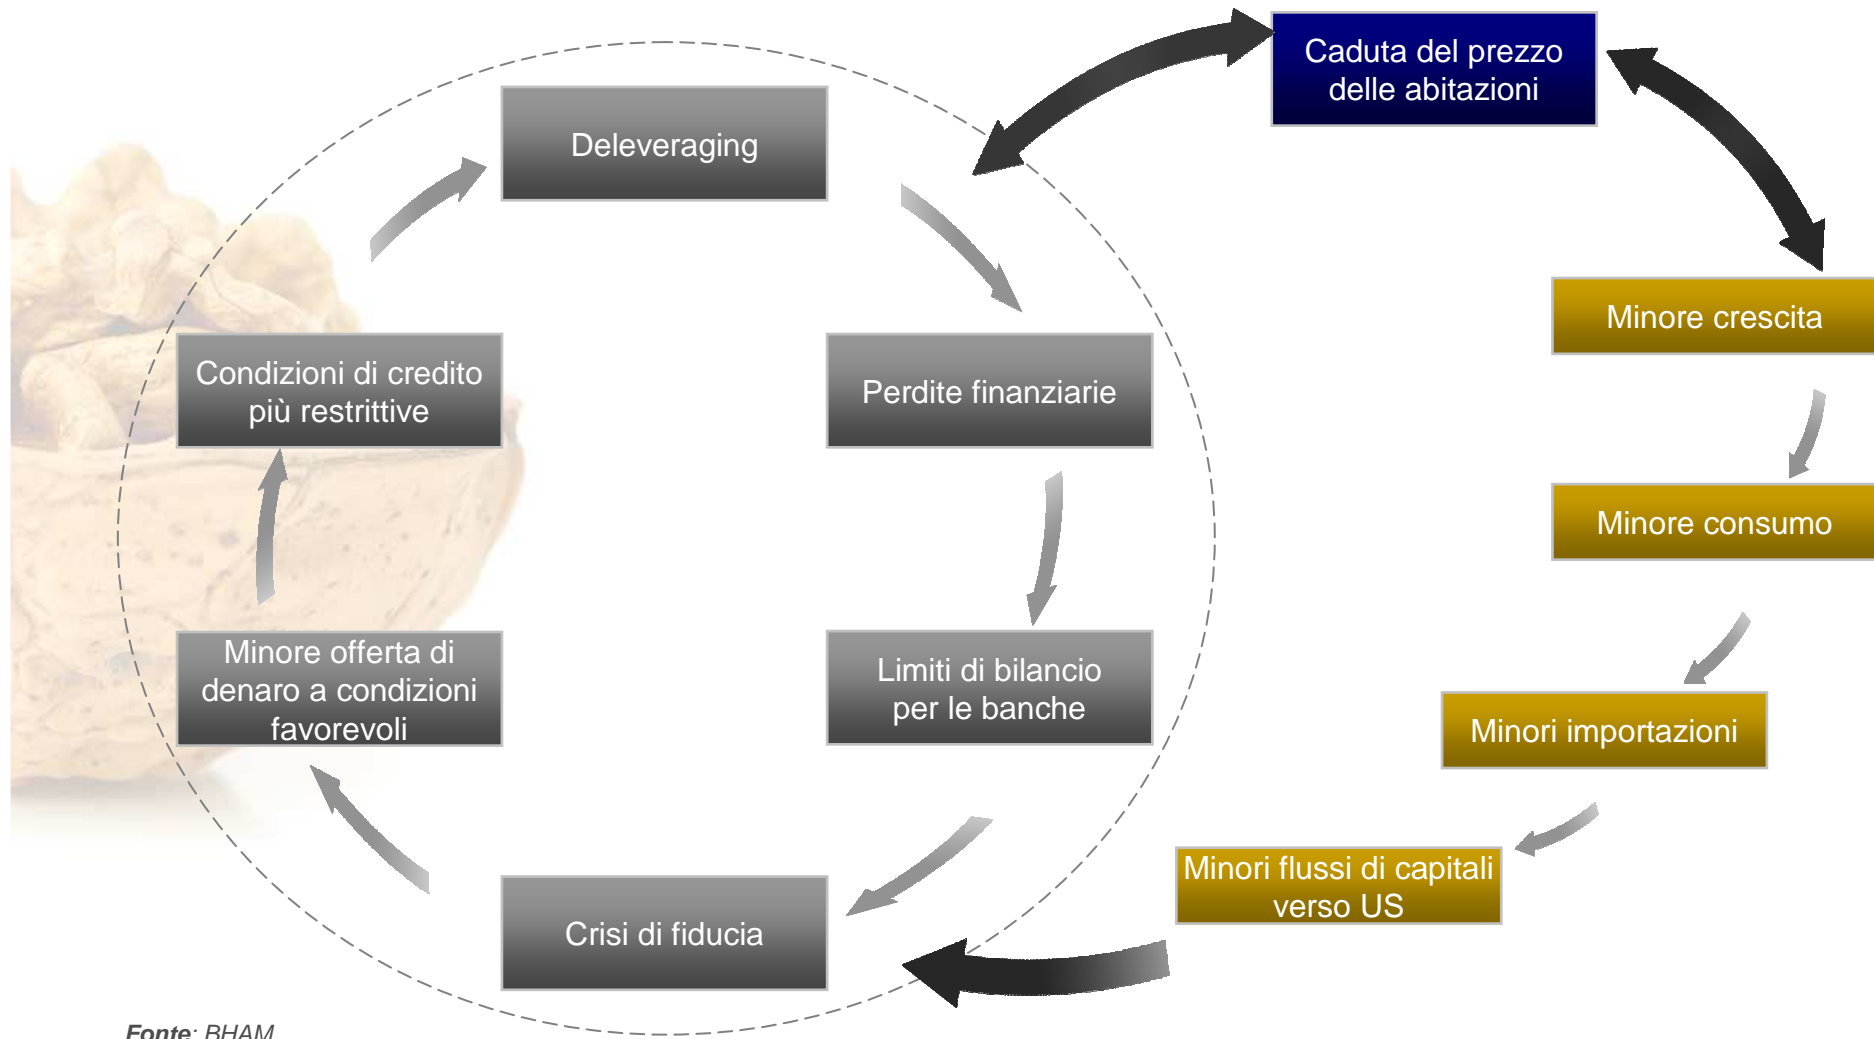 Caduta del prezzo
delle abitazioni
Deleveraging
Minore crescita
Condizioni di credito
più restrittive
Perdite finanziarie
Minore consumo
Minore offerta di
denaro a condizioni
favorevoli
Limiti di bilancio
per le banche
Minori importazioni
Minori flussi di capitali
verso US
Crisi di fiducia
Fonte: BHAM